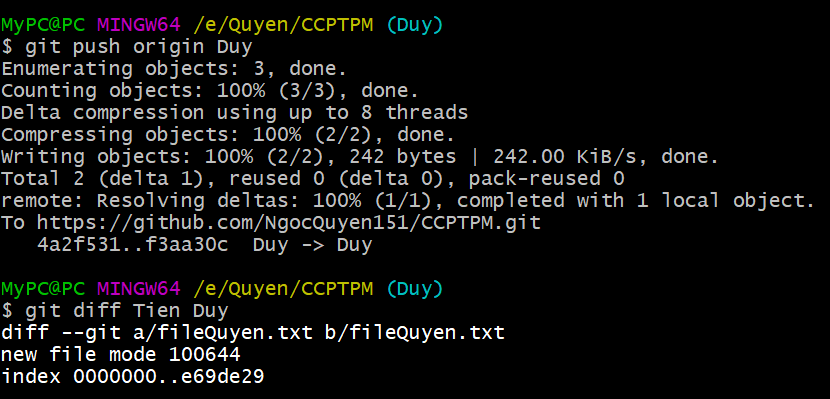 MyPC@PC MINGW64 /e/Quyen/CCPTPM (Duy)
$ git push origin Duy
Enumerating objects: 3, done.
Counting objects: 100% (3/3), done.
Delta compression using up to 8 threads
Compressing objects: 100% (2/2), done.
Writing objects: 100% (2/2), 242 bytes | 242.00 KiB/s, done.
Total 2 (delta 1), reused 0 (delta 0), pack-reused 0
remote: Resolving deltas: 100% (1/1), completed with 1 local object.
To https://github.com/NgocQuyen151/CCPTPM.git
   4a2f531..f3aa30c  Duy -> Duy
MyPC@PC MINGW64 /e/Quyen/CCPTPM (Duy)
$ git diff Tien Duy
diff --git a/fileQuyen.txt b/fileQuyen.txt
new file mode 100644
index 0000000..e69de29